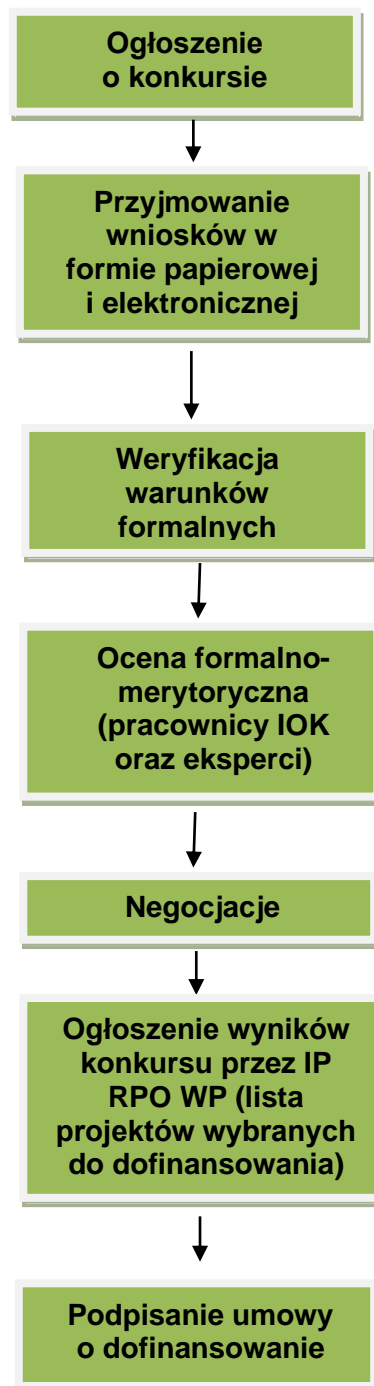 Ogłoszenie
o konkursie
Przyjmowanie
wniosków w
formie papierowej
i elektronicznej
Weryfikacja
warunków
formalnych
Ocena formalno-
merytoryczna
(pracownicy IOK
oraz eksperci)
Negocjacje
Ogłoszenie wyników
konkursu przez IP
RPO WP (lista
projektów wybranych
do dofinansowania)
Podpisanie umowy
o dofinansowanie